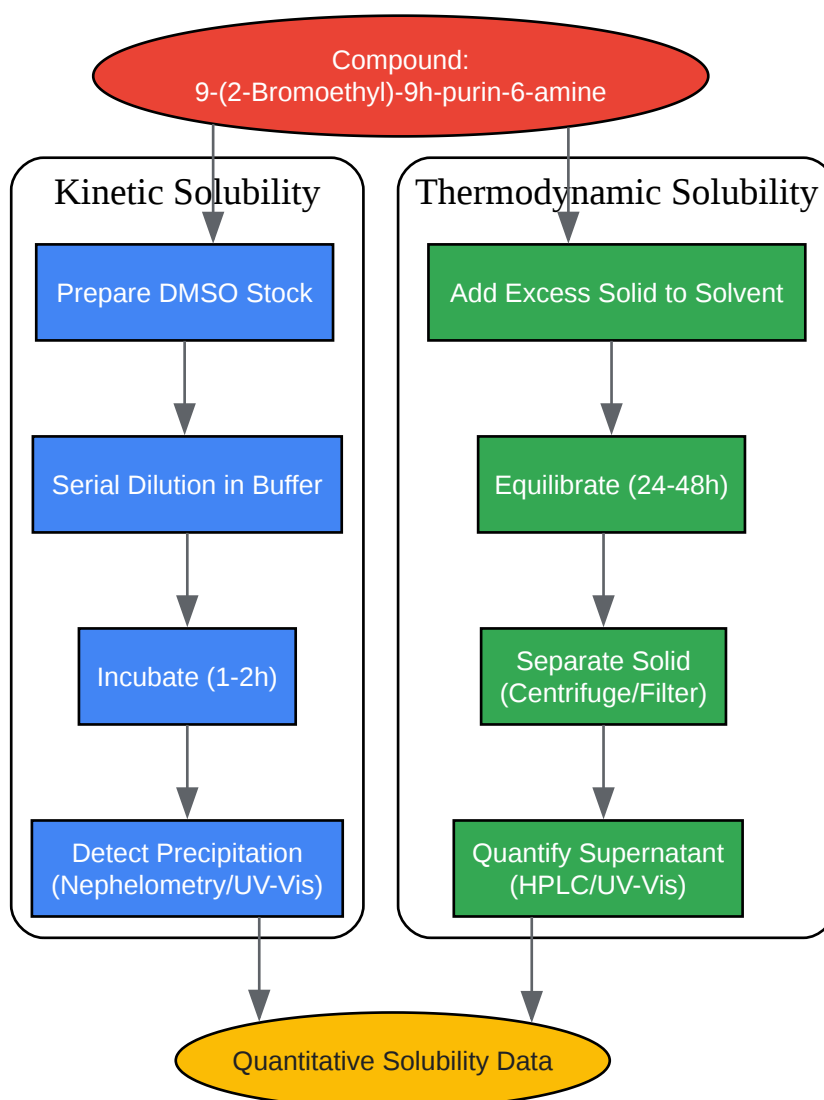 Compound:
9-(2-Bromoethyl)-9h-purin-6-amine
Kinetic Solubility
Prepare DMSO Stock
Serial Dilution in Buffer
Incubate (1-2h)
Detect Precipitation
(Nephelometry/UV-Vis)
Thermodynamic Solubility
Add Excess Solid to Solvent
Equilibrate (24-48h)
Separate Solid
(Centrifuge/Filter)
Quantify Supernatant
(HPLC/UV-Vis)
Quantitative Solubility Data